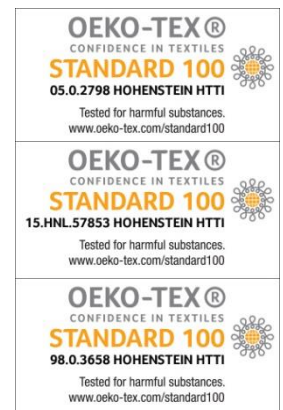 OEKO-TEX®
CONFIDENCE IN TEXTILES
STANDARD 100
05.0.2798 HOHENSTEIN HTTI
Tested for harmful substances.
www.oeko-tex.com/standard100
OEKO-TEX®
CONFIDENCE IN TEXTILES
STANDARD 100
15.HNL.57853 HOHENSTEIN HTTI
Tested for harmful substances.
www.oeko-tex.com/standard100
OEKO-TEX®
CONFIDENCE IN TEXTILES
STANDARD 100
98.0.3658 HOHENSTEIN HTTI
Tested for harmful substances.
www.oeko-tex.com/standard100